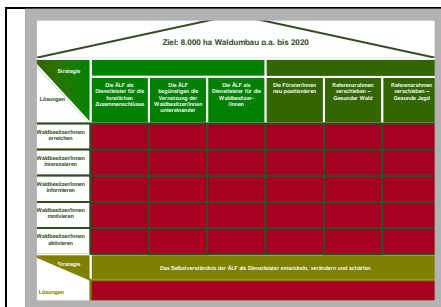 Ziel: 8.000 ha Waldumbau p.a. bis 2020
Strategie
Lösungen
Die ÄLF als
Dienstleister für die
forstlichen
Zusammenschlüsse
Die ÄLF
begünstigen die
Vernetzung der
Waldbesitzer/innen
untereinander
Die ÄLF als
Dienstleister für die
Waldbesitzer-
/innen
Die Förster/innen
neu positionieren
Referenzrahmen
verschieben –
Gesunder Wald
Referenzrahmen
verschieben –
Gesunde Jagd
Waldbesitzer/innen
erreichen
Waldbesitzer/innen
interessieren
Waldbesitzer/innen
informieren
Waldbesitzer/innen
motivieren
Waldbesitzer/innen
aktivieren
Strategie
Das Selbstverständnis der ÄLF als Dienstleister entwickeln, verändern und schärfen
Lösungen